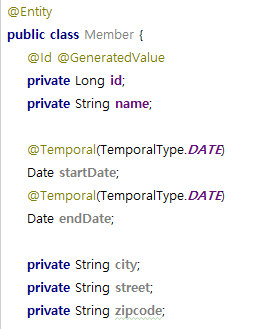 @Entity
public class Member {
@Id @GeneratedValue
private Long id;
private String name;
@Temporal(TemporalType.DATE)
Date startDate;
@Temporal(TemporalType.DATE)
Date endDate;
private String city;
private String street;
private String zipcode;